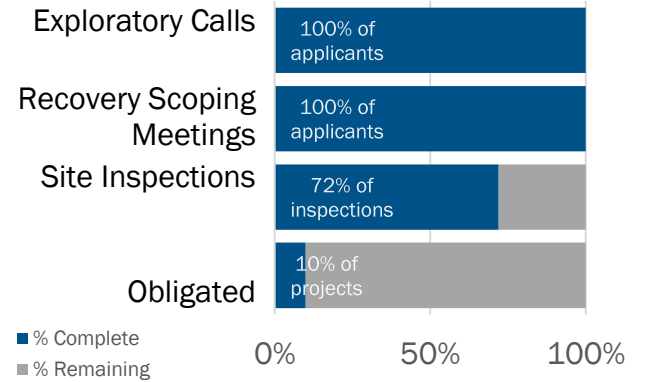 Exploratory Calls
100% of
applicants
Recovery Scoping
Meetings
100% of
applicants
Site Inspections
72% of
inspections
Obligated
10% of
projects
% Complete
% Remaining
0%
50%
100%